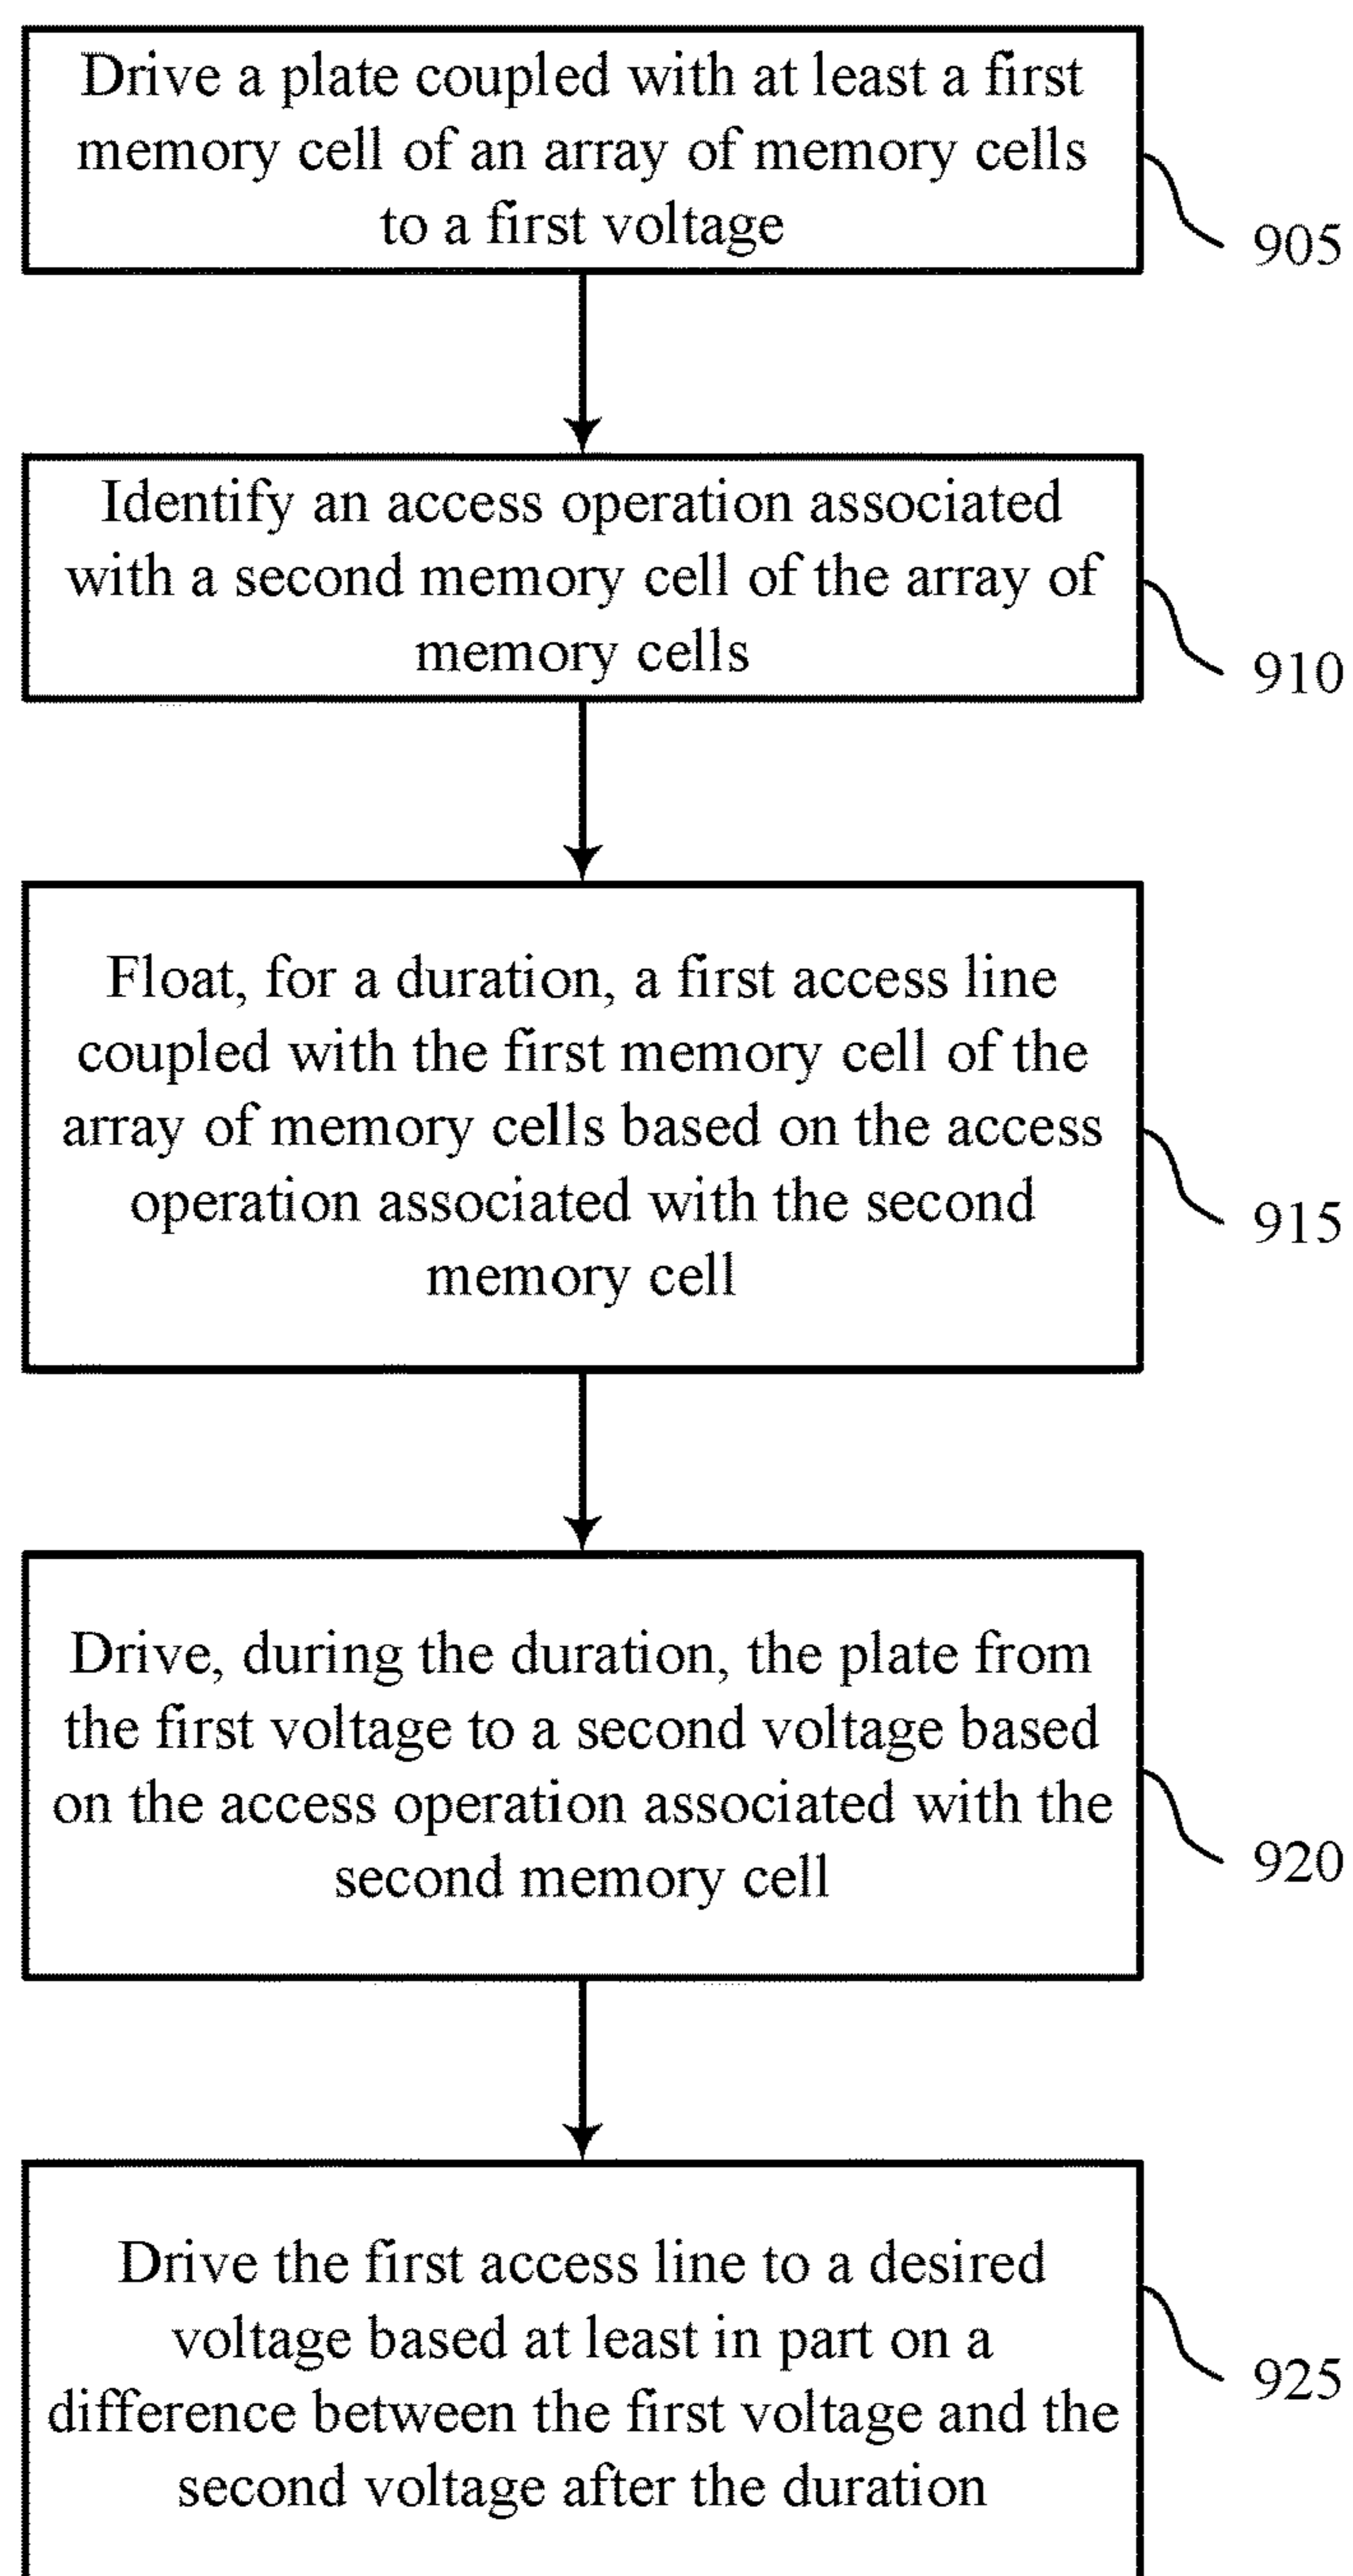 Drive a plate coupled with at least a first
memory cell of an array of memory cells
to a first voltage
905
Identify an access operation associated
with a second memory cell of the array of
memory cells
910
Float, for a duration, a first access line
coupled with the first memory cell of the
array of memory cells based on the access
operation associated with the second
memory cell
915
Drive, during the duration, the plate from
the first voltage to a second voltage based
on the access operation associated with the
second memory cell
920
Drive the first access line to a desired
voltage based at least in part on a
difference between the first voltage and the
second voltage after the duration
925